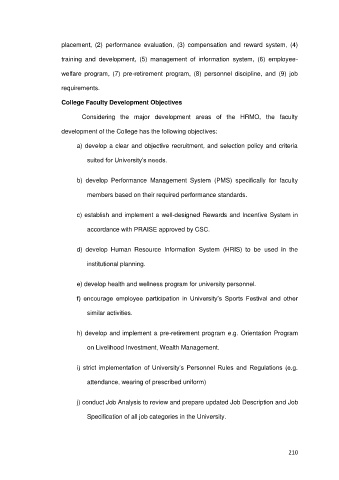 placement, (2) performance evaluation, (3) compensation and reward system, (4)
training and development, (5) management of information system, (6) employee-
welfare program, (7) pre-retirement program, (8) personnel discipline, and (9) job
requirements.
College Faculty Development Objectives
Considering the major development areas of the HRMO, the faculty
development of the College has the following objectives:
a) develop a clear and objective recruitment, and selection policy and criteria
suited for University's needs.
b) develop Performance Management System (PMS) specifically for faculty
members based on their required performance standards.
c) establish and implement a well-designed Rewards and Incentive System in
accordance with PRAISE approved by CSC.
d) develop Human Resource Information System (HRIS) to be used in the
institutional planning.
e) develop health and wellness program for university personnel.
f) encourage employee participation in University's Sports Festival and other
similar activities.
h) develop and implement a pre-retirement program e.g. Orientation Program
on Livelihood Investment, Wealth Management.
i) strict implementation of University's Personnel Rules and Regulations (e.g.
attendance, wearing of prescribed uniform)
j) conduct Job Analysis to review and prepare updated Job Description and Job
Specification of all job categories in the University.
210